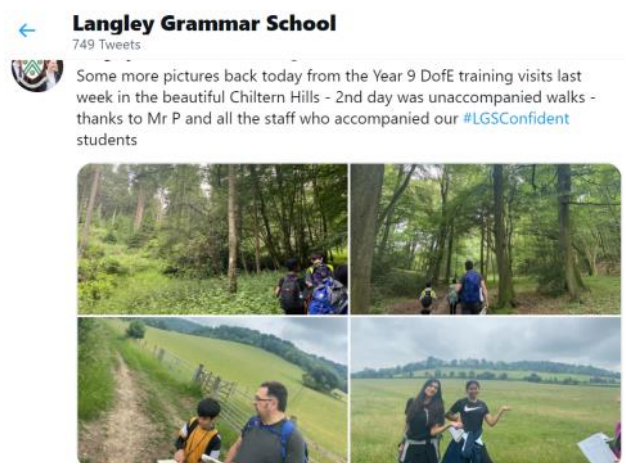 Langley Grammar School
749 Tweets
Some more pictures back today from the Year 9 DofE training visits last
week in the beautiful Chiltern Hills - 2nd day was unaccompanied walks -
thanks to Mr P and all the staff who accompanied our #LGSConfident
students